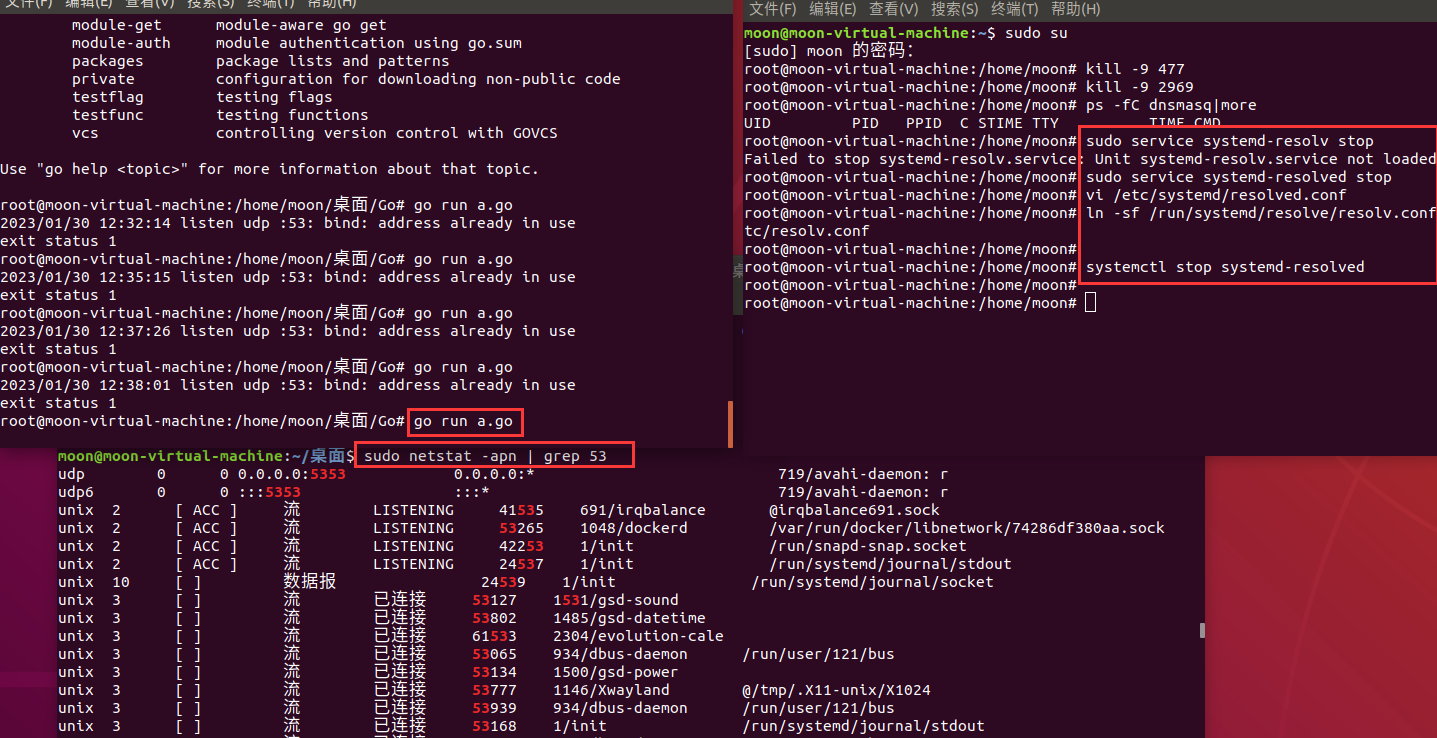 文件(F) 编辑(E) 查看(V) 搜索(S) 终端(T) 帮助(H)
module-get module-aware go get
module-auth module authentication using go.sum
packages package lists and patterns
private configuration for downloading non-public code
testflag testing flags
testfunc testing functions
vcs controlling version control with GOVCS
Use "go help <topic>" for more information about that topic.
root@moon-virtual-machine:/home/moon/桌面/Go# go run a.go
2023/01/30 12:32:14 listen udp :53: bind: address already in use
exit status 1
root@moon-virtual-machine:/home/moon/桌面/Go# go run a.go
2023/01/30 12:35:15 listen udp :53: bind: address already in use
exit status 1
root@moon-virtual-machine:/home/moon/桌面/Go# go run a.go
2023/01/30 12:37:26 listen udp :53: bind: address already in use
exit status 1
root@moon-virtual-machine:/home/moon/桌面/Go# go run a.go
2023/01/30 12:38:01 listen udp :53: bind: address already in use
exit status 1
root@moon-virtual-machine:/home/moon/桌面/Go# go run a.go
文件(F) 编辑(E) 查看(V) 搜索(S) 终端(T) 帮助(H)
moon@moon-virtual-machine:~$ sudo su
[sudo] moon 的密码：
root@moon-virtual-machine:/home/moon# kill -9 477
root@moon-virtual-machine:/home/moon# kill -9 2969
root@moon-virtual-machine:/home/moon# ps -fC dnsmasq|more
UID PID PPID C STIME TTY TIME CMD
root@moon-virtual-machine:/home/moon# sudo service systemd-resolv stop
Failed to stop systemd-resolv.service: Unit systemd-resolv.service not loaded
root@moon-virtual-machine:/home/moon# sudo service systemd-resolved stop
root@moon-virtual-machine:/home/moon# vi /etc/systemd/resolved.conf
root@moon-virtual-machine:/home/moon# ln -sf /run/systemd/resolve/resolv.conf
tc/resolv.conf
root@moon-virtual-machine:/home/moon#
root@moon-virtual-machine:/home/moon# systemctl stop systemd-resolved
root@moon-virtual-machine:/home/moon#
root@moon-virtual-machine:/home/moon#
moon@moon-virtual-machine:~/桌面$ sudo netstat -apn | grep 53
udp 0 0 0.0.0.0:5353 0.0.0.0:* 719/avahi-daemon: r
udp6 0 0 :::5353 :::* 719/avahi-daemon: r
unix 2 [ ACC ] 流 LISTENING 41535 691/irqbalance @irqbalance691.sock
unix 2 [ ACC ] 流 LISTENING 53265 1048/dockerd /var/run/docker/libnetwork/74286df380aa.sock
unix 2 [ ACC ] 流 LISTENING 42253 1/init /run/snapd-snap.socket
unix 2 [ ACC ] 流 LISTENING 24537 1/init /run/systemd/journal/stdout
unix 10 [ ] 数据报 24539 1/init /run/systemd/journal/socket
unix 3 [ ] 流 已连接 53127 1531/gsd-sound
unix 3 [ ] 流 已连接 53802 1485/gsd-datetime
unix 3 [ ] 流 已连接 61533 2304/evolution-cale
unix 3 [ ] 流 已连接 53065 934/dbus-daemon /run/user/121/bus
unix 3 [ ] 流 已连接 53134 1500/gsd-power
unix 3 [ ] 流 已连接 53777 1146/Xwayland @/tmp/.X11-unix/X1024
unix 3 [ ] 流 已连接 53939 934/dbus-daemon /run/user/121/bus
unix 3 [ ] 流 已连接 53168 1/init /run/systemd/journal/stdout